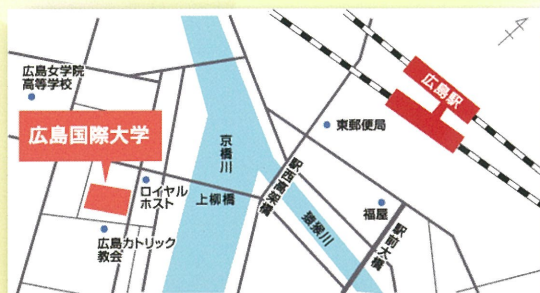 広島女学院
高等学校
広島駅
広島国際大学
京橋川
東郵便局
駅西高架橋
ロイヤル
ホスト
上柳橋
猿猴川
福屋
駅前大橋
広島カトリック
教会